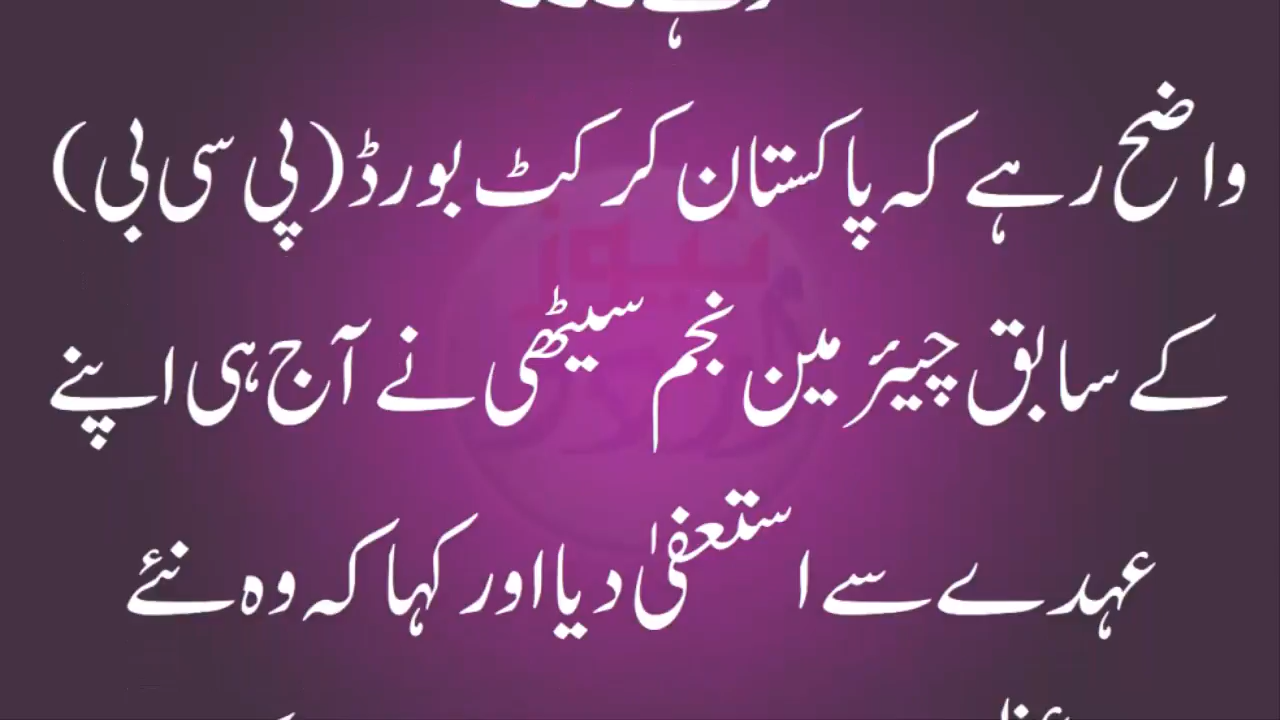 واضح رہے کہ پاکستان کرکٹ بورڈ (پی سی بی)
کے سابق چیئرمین نجم سیٹھی نے آج ہی اپنے
عہدے سے استعفیٰ دیا اور کہا کہ وہ نئے